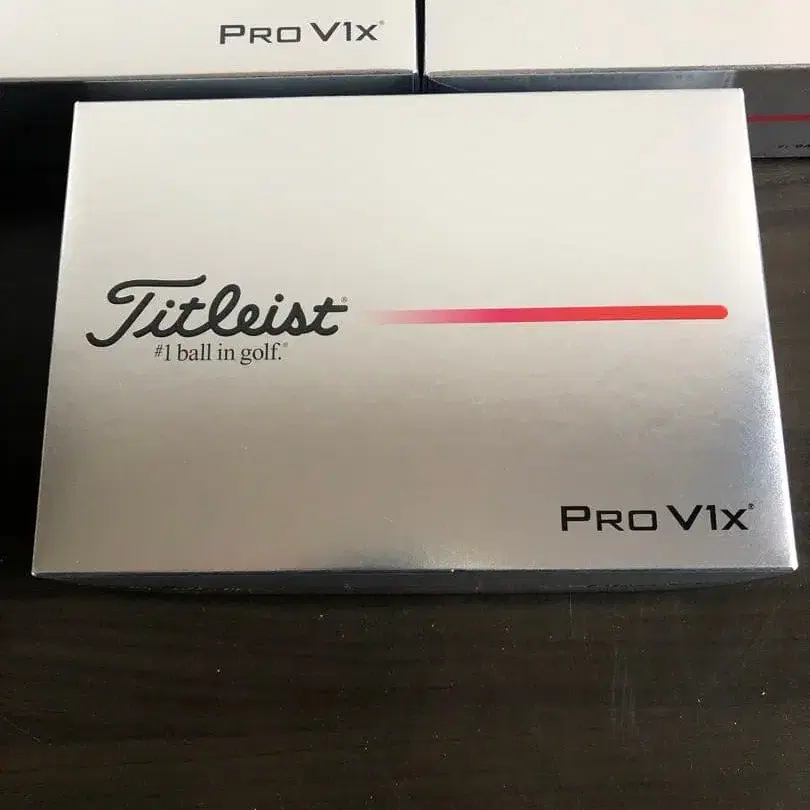 PRO V1X®
Titleist®
#1 ball in golf.®
PRO V1X®